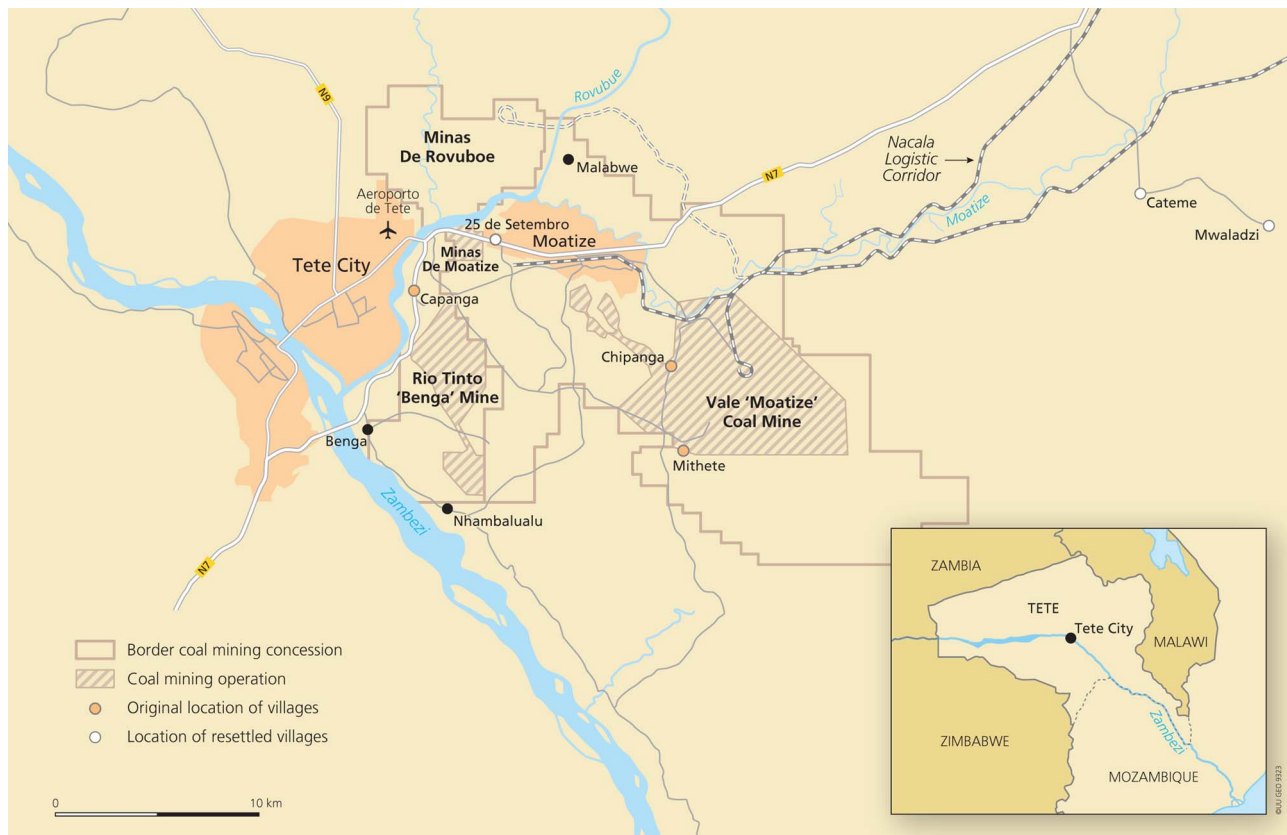 N9
Rovubue
Minas
De Rovuboe
Malabwe
Nacala
Logistic
Corridor
N7
Aeroporto
de Tete
Moatize
Cateme
Mwaladzi
25 de Setembro
Moatize
Minas
De Moatize
Tete City
Capanga
Chipanga
Rio Tinto
'Benga' Mine
Vale 'Moatize'
Coal Mine
Benga
Mithete
Zambezi
Nhambalualu
N7
Border coal mining concession
Coal mining operation
Original location of villages
Location of resettled villages
0 10 km
ZAMBIA
TETE
Tete City
MALAWI
Zambezi
ZIMBABWE
MOZAMBIQUE
©UU GEO 9323